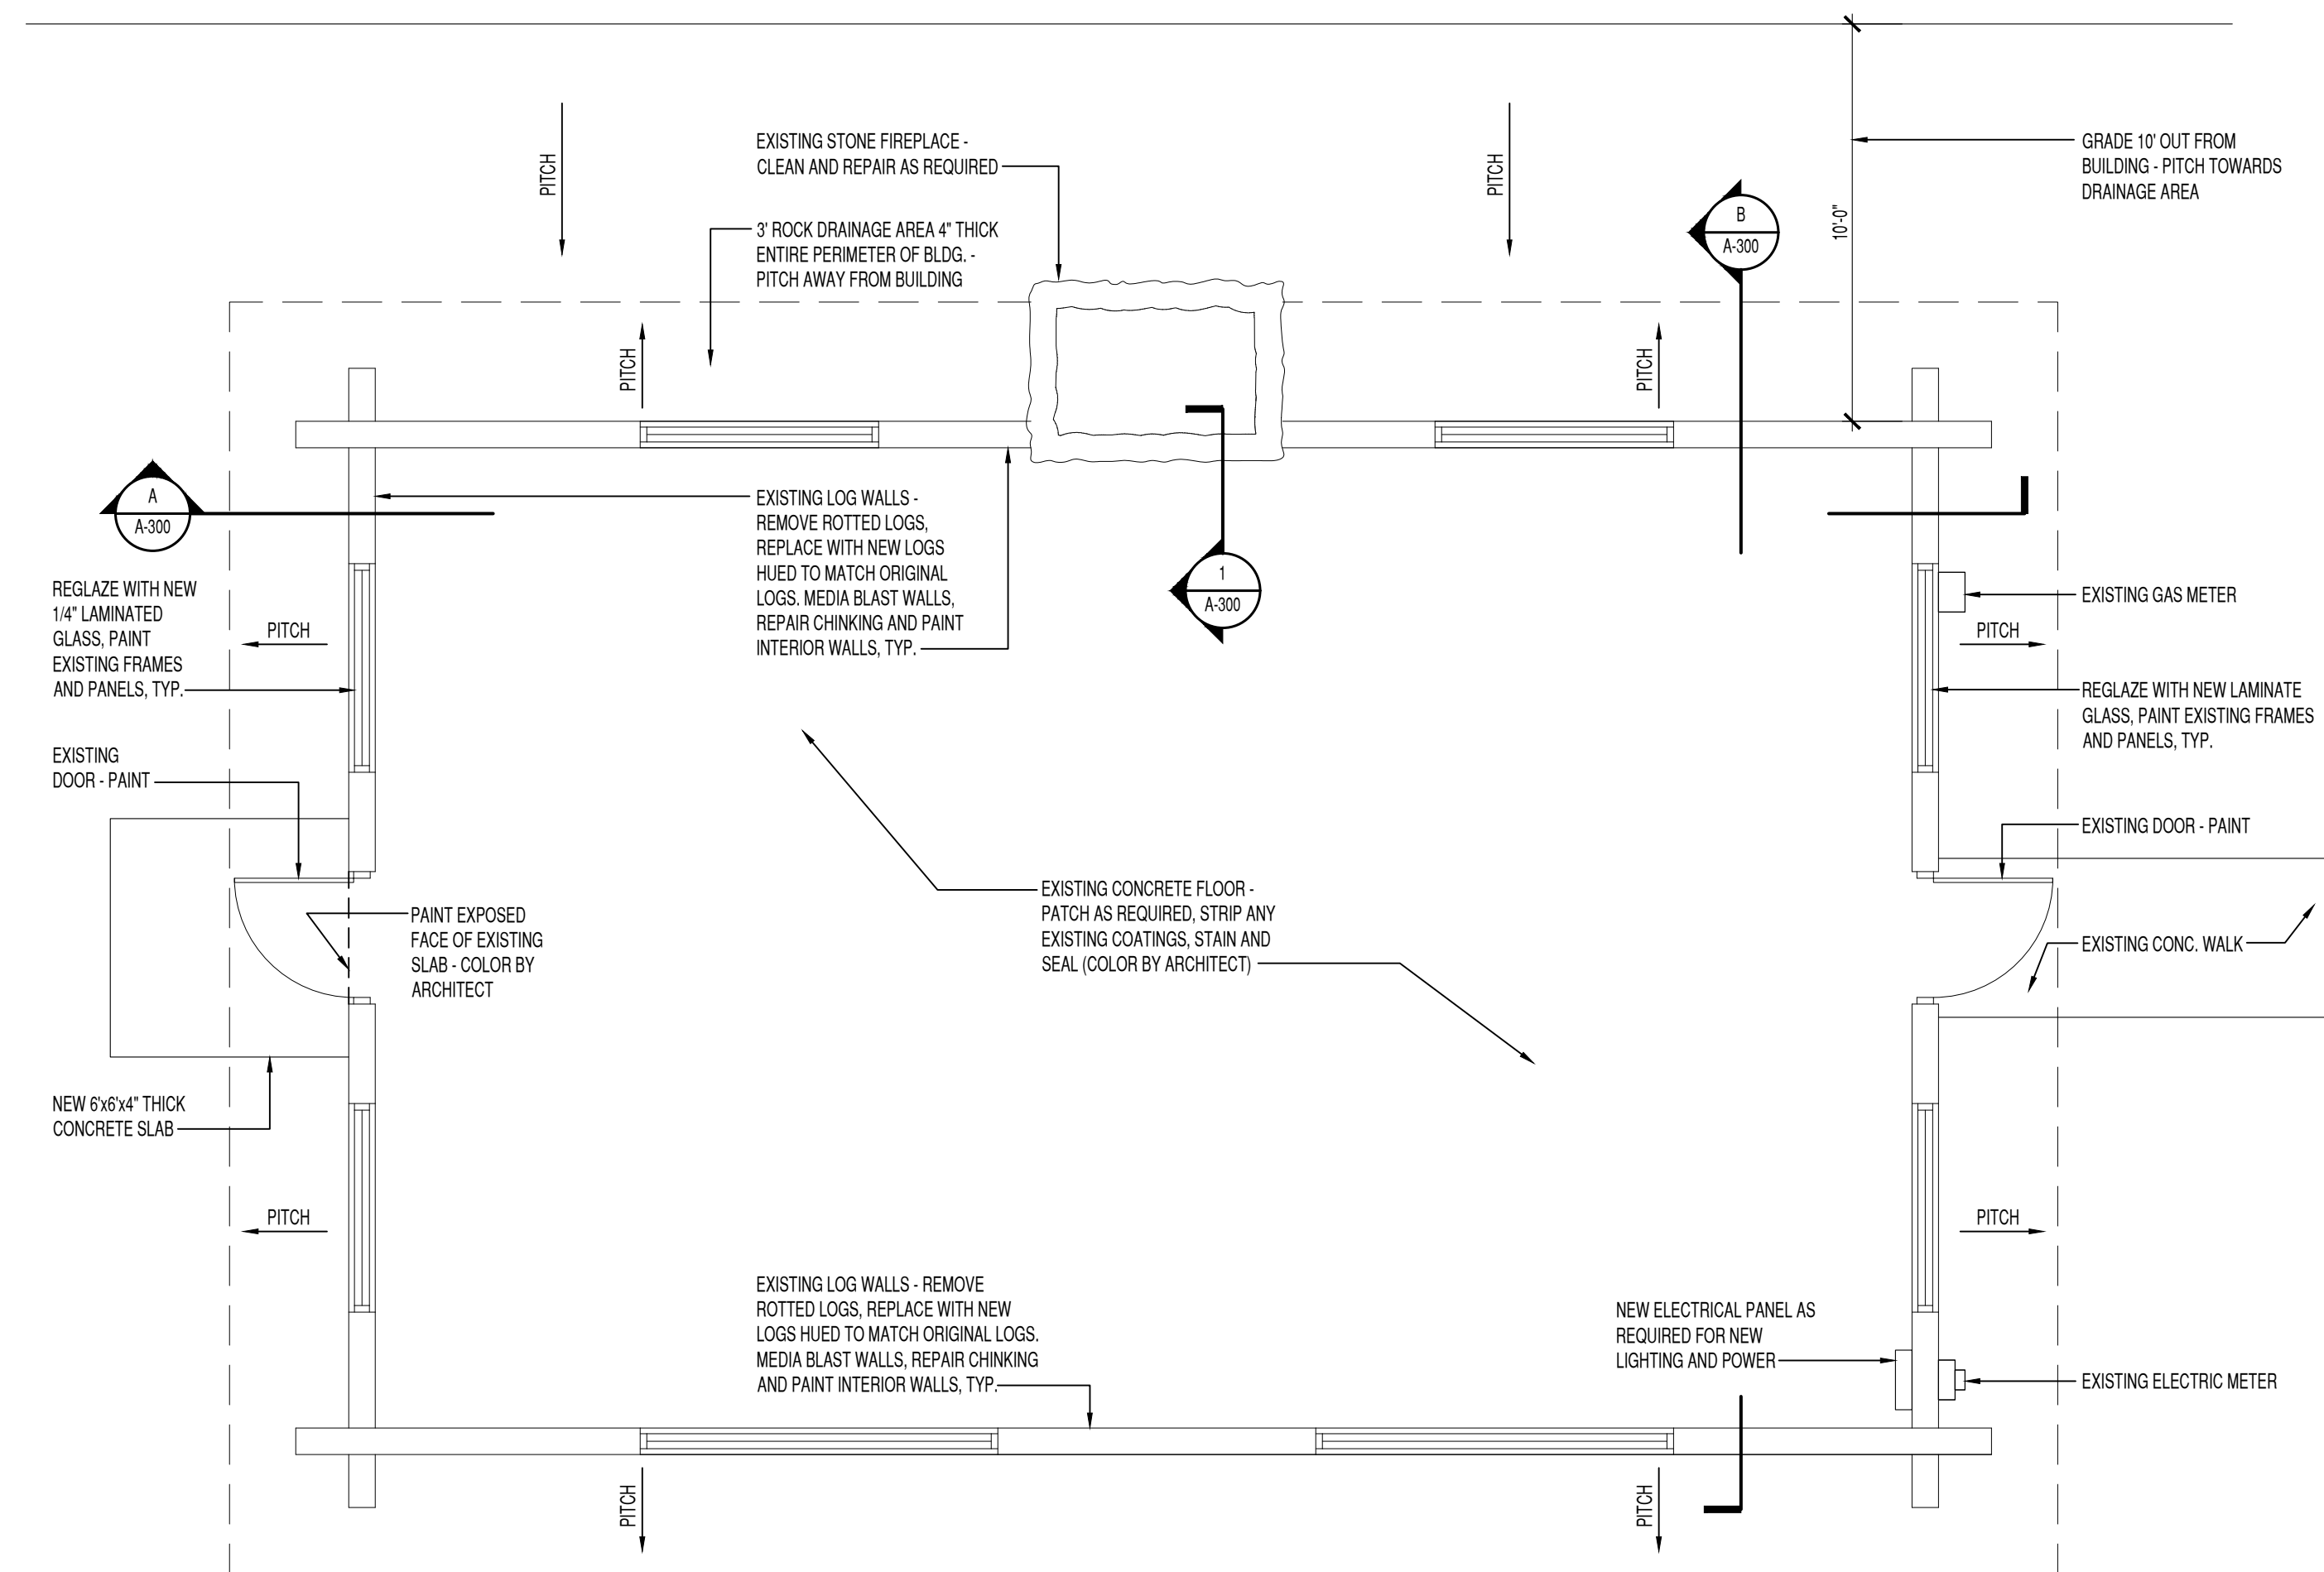 PITCH
EXISTING STONE FIREPLACE -
CLEAN AND REPAIR AS REQUIRED
PITCH
GRADE 10' OUT FROM
BUILDING - PITCH TOWARDS
DRAINAGE AREA
10'-0"
B
A-300
3' ROCK DRAINAGE AREA 4" THICK
ENTIRE PERIMETER OF BLDG. -
PITCH AWAY FROM BUILDING
PITCH
PITCH
A
A-300
EXISTING LOG WALLS -
REMOVE ROTTED LOGS,
REPLACE WITH NEW LOGS
HUED TO MATCH ORIGINAL
LOGS. MEDIA BLAST WALLS,
REPAIR CHINKING AND PAINT
INTERIOR WALLS, TYP.
1
A-300
REGLAZE WITH NEW
1/4" LAMINATED
GLASS, PAINT
EXISTING FRAMES
AND PANELS, TYP.
PITCH
EXISTING GAS METER
PITCH
REGLAZE WITH NEW LAMINATE
GLASS, PAINT EXISTING FRAMES
AND PANELS, TYP.
EXISTING
DOOR - PAINT
EXISTING DOOR - PAINT
PAINT EXPOSED
FACE OF EXISTING
SLAB - COLOR BY
ARCHITECT
EXISTING CONCRETE FLOOR -
PATCH AS REQUIRED, STRIP ANY
EXISTING COATINGS, STAIN AND
SEAL (COLOR BY ARCHITECT)
EXISTING CONC. WALK
NEW 6'x6'x4" THICK
CONCRETE SLAB
PITCH
PITCH
EXISTING LOG WALLS - REMOVE
ROTTED LOGS, REPLACE WITH NEW
LOGS HUED TO MATCH ORIGINAL LOGS.
MEDIA BLAST WALLS, REPAIR CHINKING
AND PAINT INTERIOR WALLS, TYP.
NEW ELECTRICAL PANEL AS
REQUIRED FOR NEW
LIGHTING AND POWER
EXISTING ELECTRIC METER
PITCH
PITCH